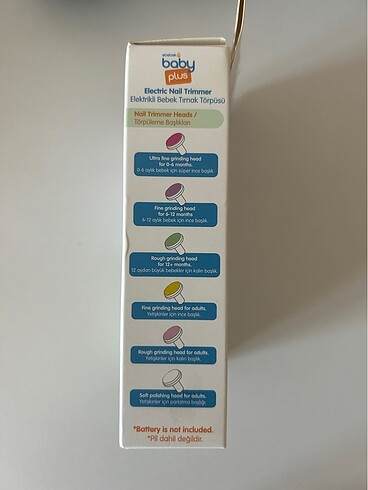 ebebek
baby
plus
Electric Nail Trimmer
Elektrikli Bebek Tırnak Törpüsü
Nail Trimmer Heads /
Törpüleme Başlıkları
Ultra fine grinding head
for 0-6 months.
0-6 aylık bebek için süper ince başlık.
Fine grinding head
for 6-12 months
6-12 aylık bebek için ince başlık.
Rough grinding head
for 12+ months.
12 aydan büyük bebekler için kalın başlık.
Fine grinding head for adults.
Yetişkinler için ince başlık.
Rough grinding head for adults.
Yetişkinler için kalın başlık.
Soft polishing head for adults.
Yetişkinler için parlatma başlığı.
*Battery is not included.
*Pil dahil değildir.